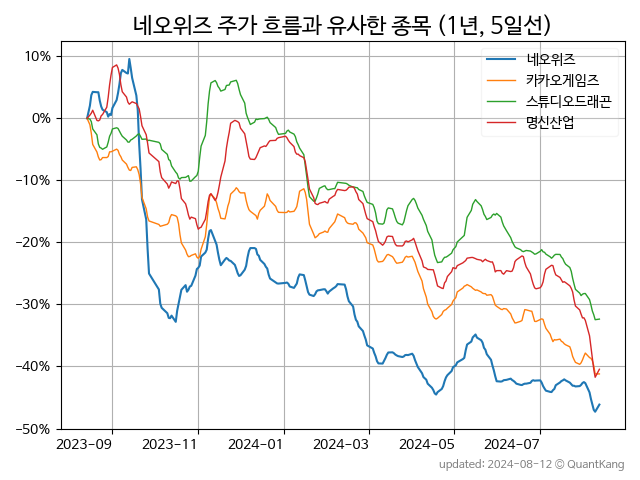 네오위즈 주가 흐름과 유사한 종목 (1년, 5일선)
네오위즈
카카오게임즈
스튜디오드래곤
명신산업
10%
0%
−10%
−20%
−30%
−40%
−50%
2023-09 2023-11 2024-01 2024-03 2024-05 2024-07
updated: 2024-08-12 © QuantKang